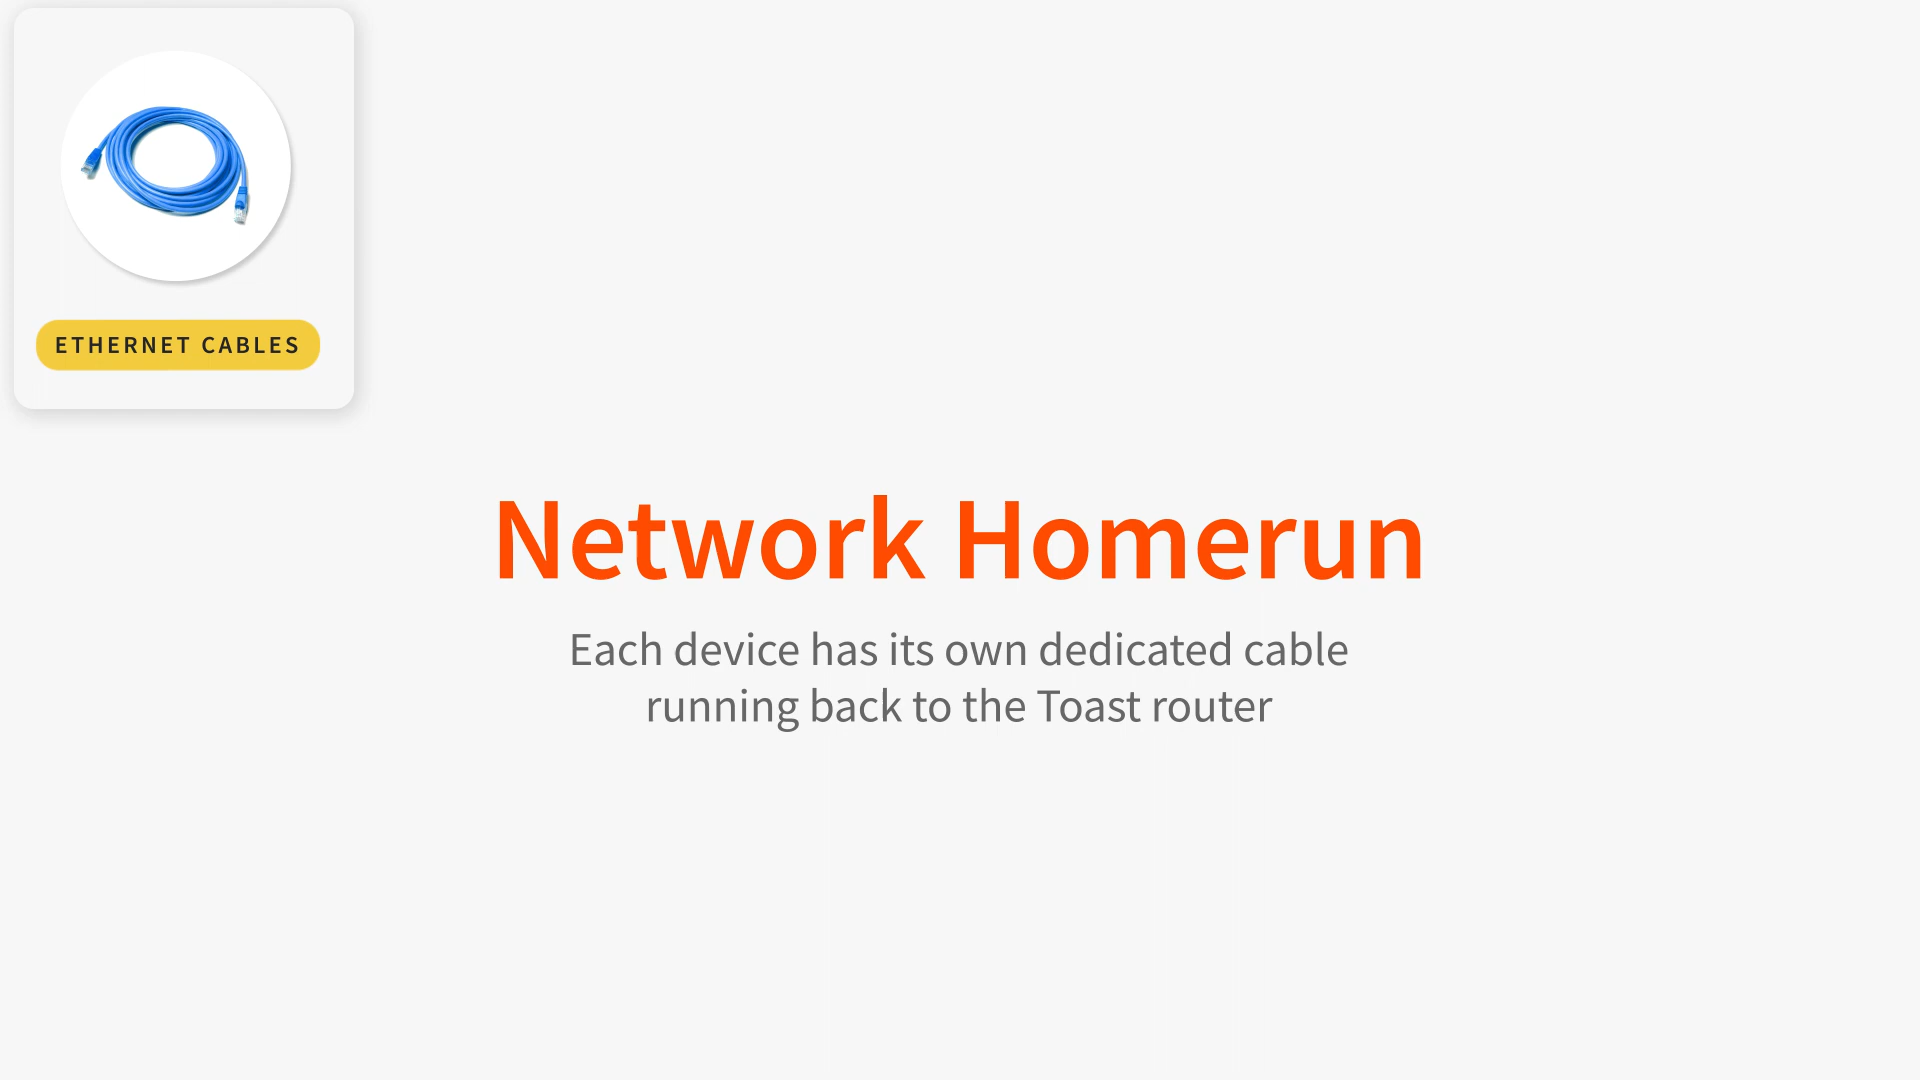 ETHERNET CABLES
Network Homerun
Each device has its own dedicated cable
running back to the Toast router